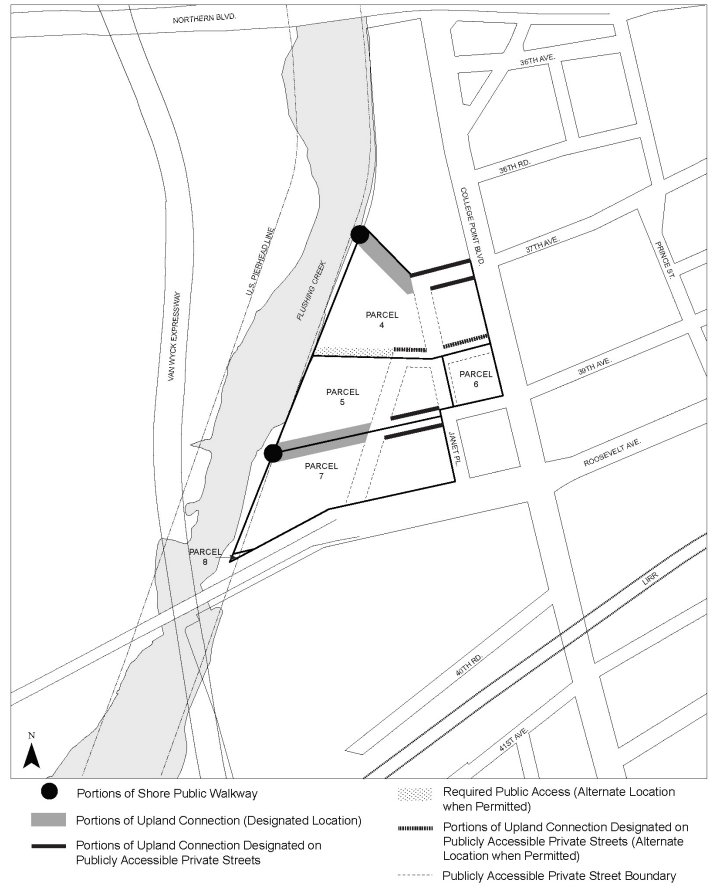 NORTHERN BLVD.
36TH AVE.
36TH RD.
COLLEGE POINT BLVD
37TH AVE.
PRINCE ST.
U.S. PIERHEAD LINE
FLUSHING CREEK
VAN WYCK EXPRESSWAY
PARCEL
4
PARCEL
5
PARCEL
6
39TH AVE.
JANET PL.
ROOSEVELT AVE.
PARCEL
7
PARCEL
8
LIRR
40TH RD.
41ST AVE.
N
Portions of Shore Public Walkway
Portions of Upland Connection (Designated Location)
Portions of Upland Connection Designated on
Publicly Accessible Private Streets
Required Public Access (Alternate Location
when Permitted)
Portions of Upland Connection Designated on
Publicly Accessible Private Streets (Alternate
Location when Permitted)
Publicly Accessible Private Street Boundary